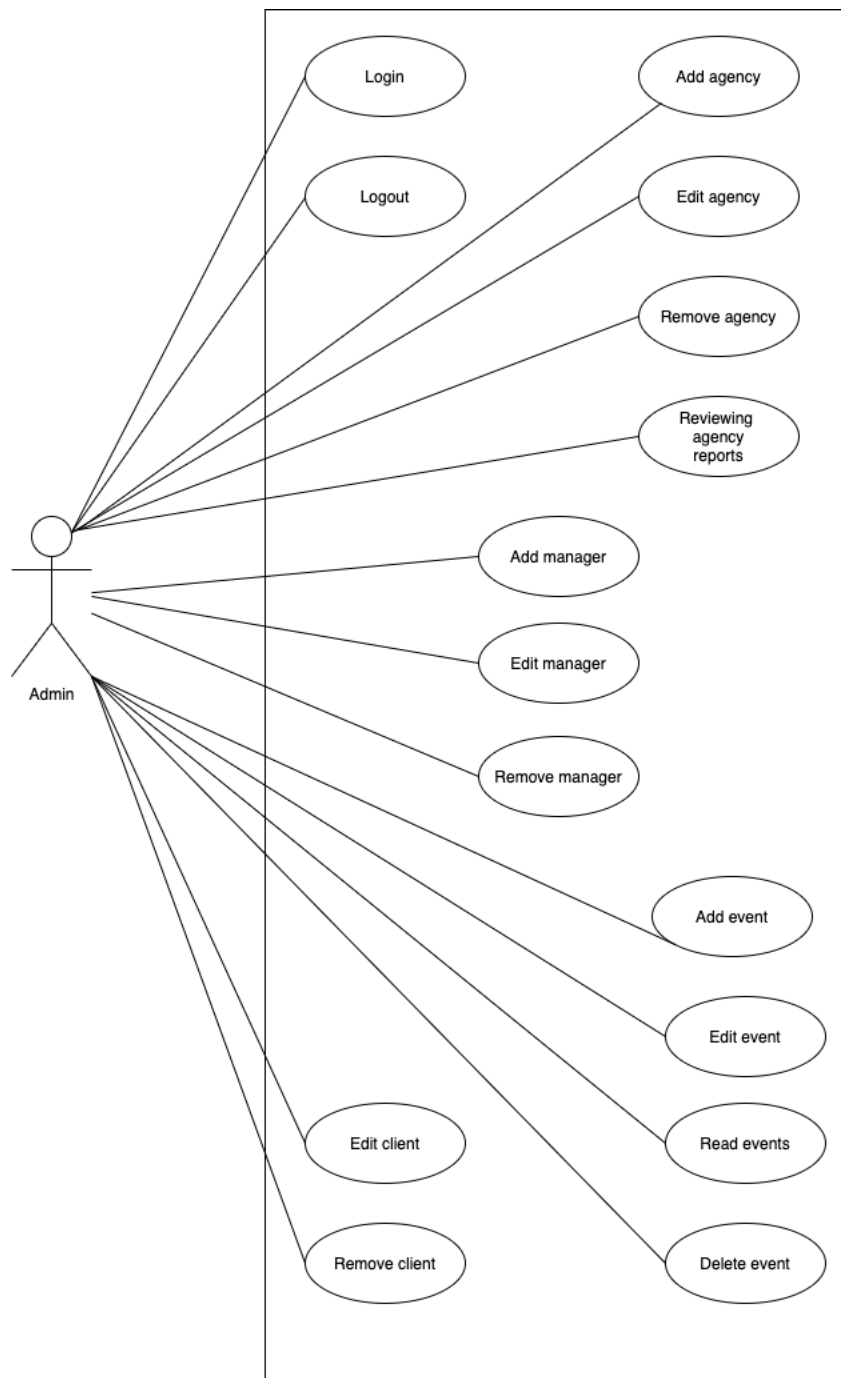 Login
Add agency
Logout
Edit agency
Remove agency
Reviewing
agency
reports
Add manager
Edit manager
Admin
Remove manager
Add event
Edit event
Edit client
Read events
Remove client
Delete event